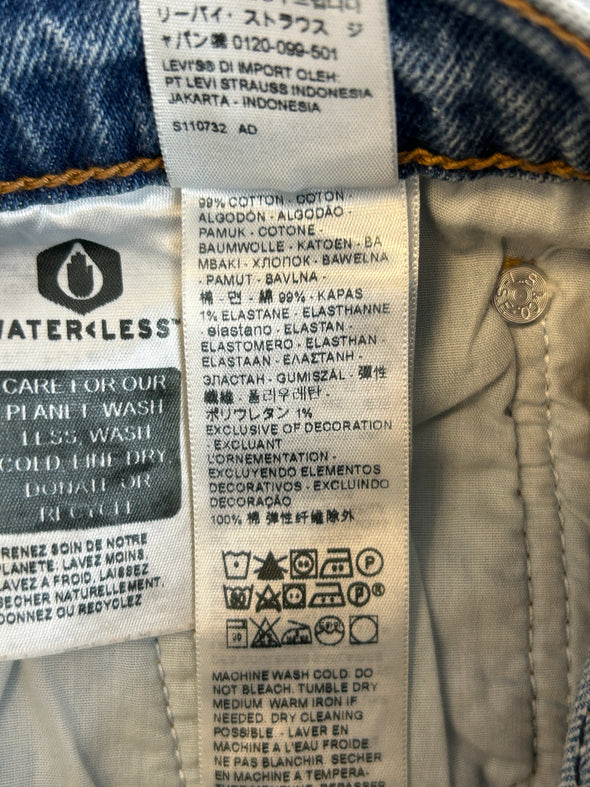 リーバイ・ストラウス ジ
ャパン㈱ 0120-099-501
LEVI'S® DI IMPORT OLEH:
PT LEVI STRAUSS INDONESIA
JAKARTA - INDONESIA
S110732 AD
99% COTTON - COTON -
ALGODÓN - ALGODÃO -
PAMUK - COTONE -
BAUMWOLLE - KATOEN - BA
MBAKI - ХЛОПОК - BAWEŁNA
- PAMUT - BAVLNA -
棉 - 면 - 綿 99% - KAPAS
1% ELASTANE - ELASTHANNE
elastano - ELASTAN -
ELASTOMERO - ELASTHAN -
ELASTAAN - ΕΛΑΣΤΑΝΗ -
ЭЛАСТАН - GUMISZÁL - 彈性
纖維 - 폴리우레탄 -
ポリウレタン 1%
EXCLUSIVE OF DECORATION
- EXCLUANT
L'ORNEMENTATION -
EXCLUYENDO ELEMENTOS
DECORATIVOS - EXCLUINDO
DECORAÇÃO
100% 棉 弹性纤维除外
MACHINE WASH COLD. DO
NOT BLEACH. TUMBLE DRY
MEDIUM. WARM IRON IF
NEEDED. DRY CLEANING
POSSIBLE. - LAVER EN
MACHINE A L'EAU FROIDE
NE PAS BLANCHIR. SECHER
EN MACHINE A TEMPERA-
WATER<LESS™
CARE FOR OUR
PLANET WASH
LESS, WASH
COLD, LINE DRY,
DONATE OR
RECYCLE
PRENEZ SOIN DE NOTRE
PLANETE. LAVEZ MOINS,
LAVEZ A FROID, LAISSEZ
SECHER NATURELLEMENT,
DONNEZ OU RECYCLEZ